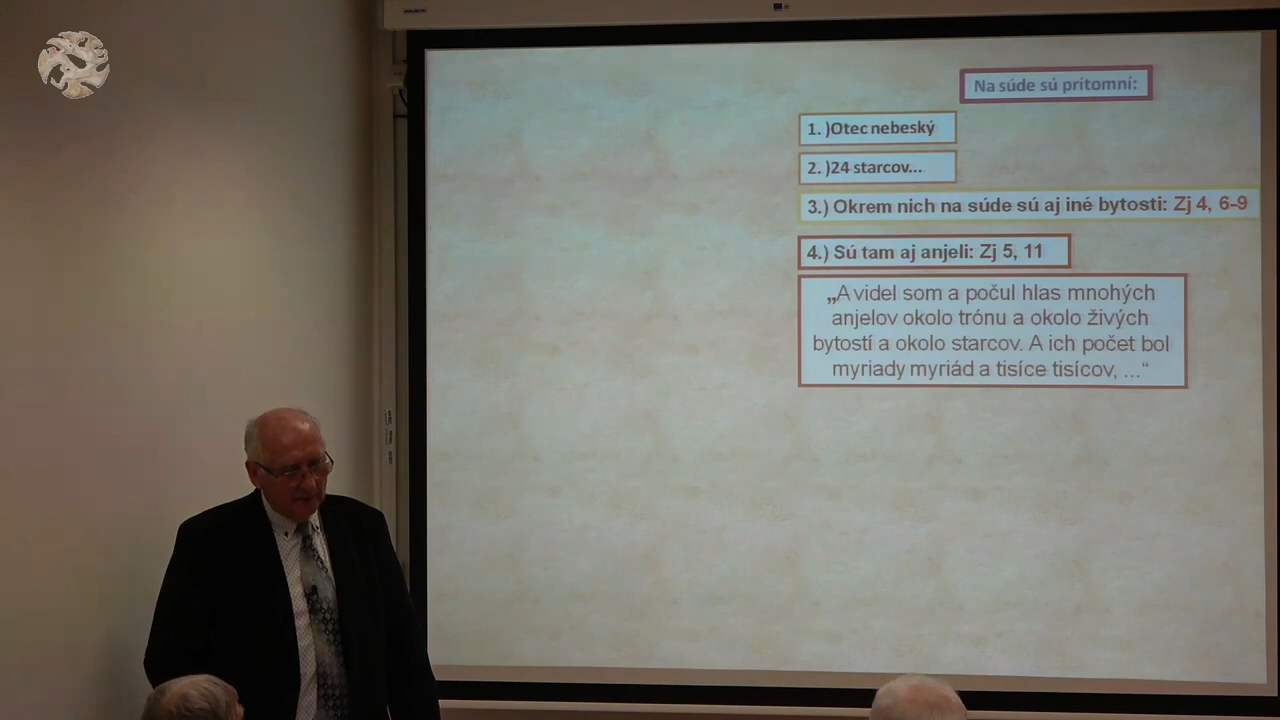 Na súde sú prítomní:
1. )Otec nebeský
2. )24 starcov...
3.) Okrem nich na súde sú aj iné bytosti: Zj 4, 6-9
4.) Sú tam aj anjeli: Zj 5, 11
„A videl som a počul hlas mnohých
anjelov okolo trónu a okolo živých
bytostí a okolo starcov. A ich počet bol
myriady myriád a tisíce tisícov, ...“